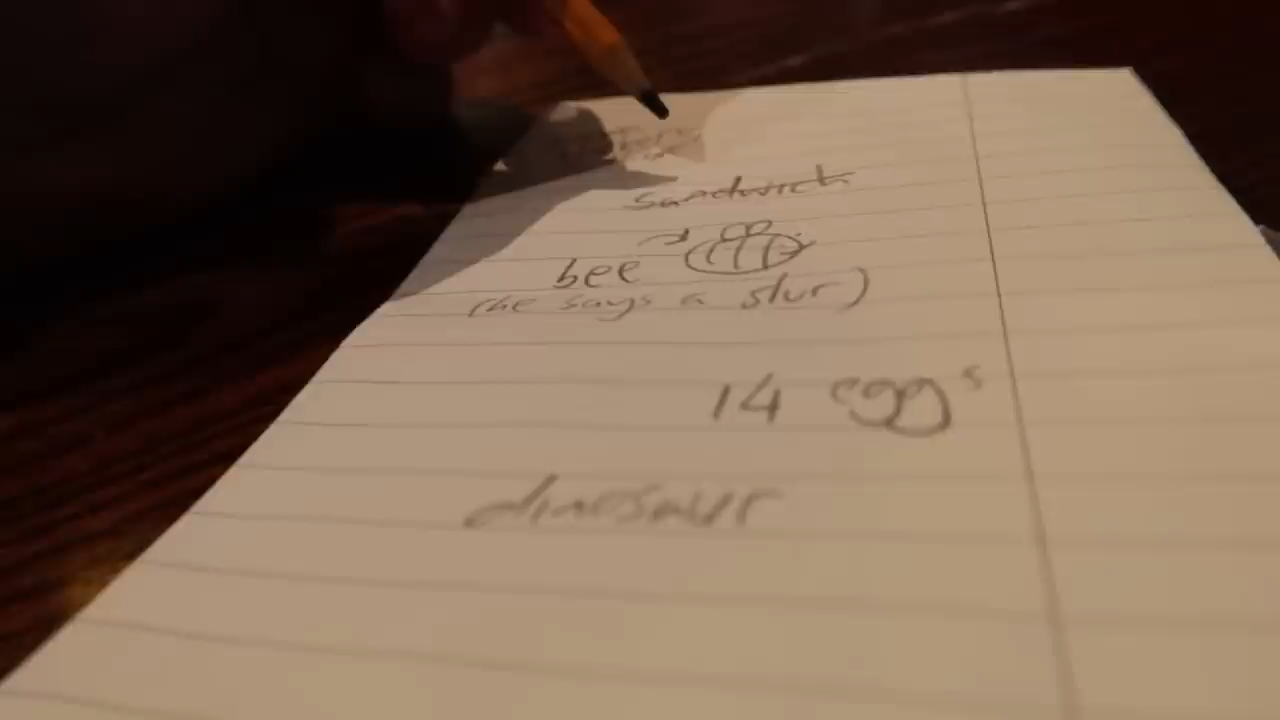 sandwich
bee
(he says a slur)
14 eggs
dinosaur